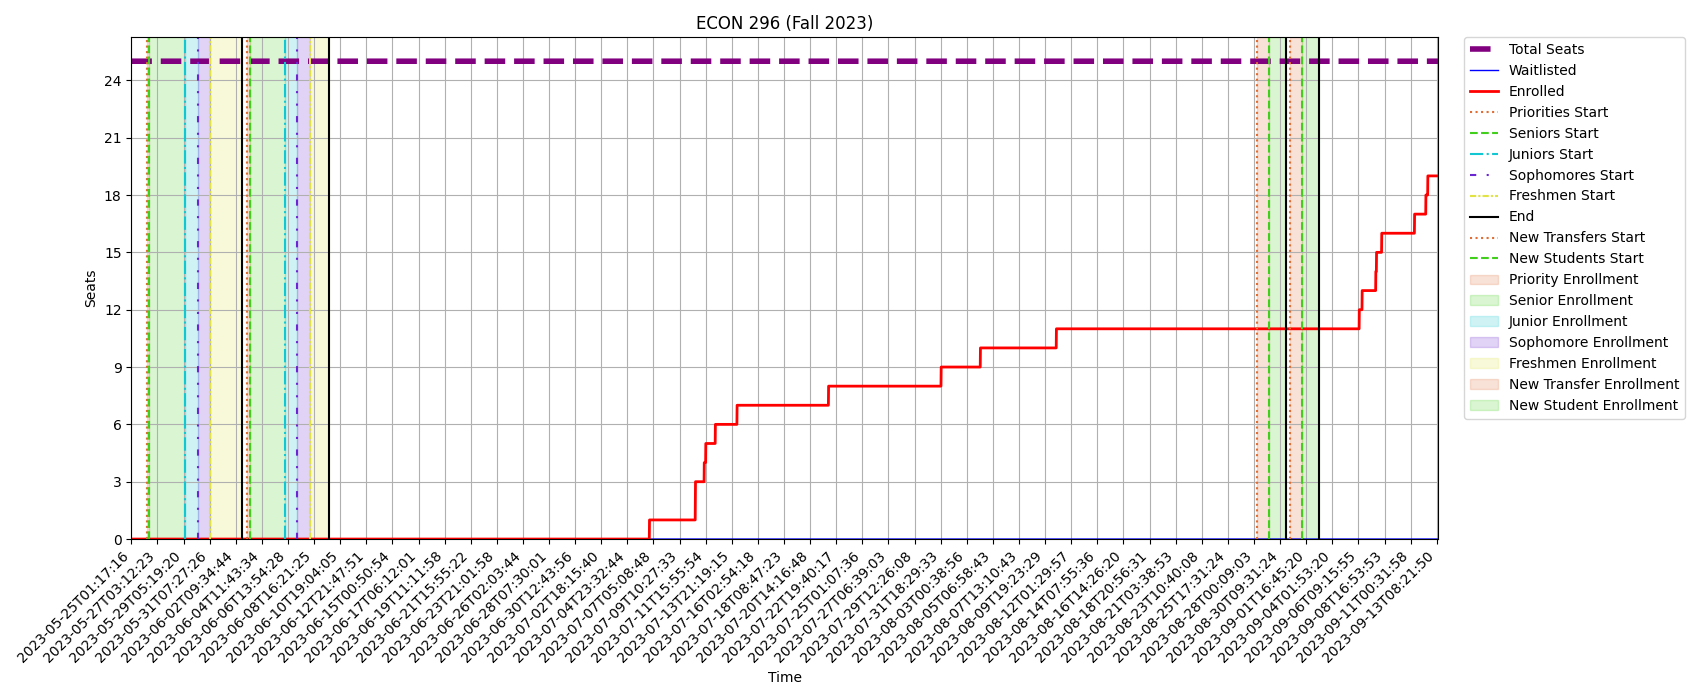 ECON 296 (Fall 2023)
Seats
24
21
18
15
12
9
6
3
0
2023-05-25T01:17:16
2023-05-27T03:12:23
2023-05-29T05:19:20
2023-05-31T07:27:26
2023-06-02T09:34:44
2023-06-04T11:43:34
2023-06-06T13:54:28
2023-06-08T16:21:25
2023-06-10T19:04:05
2023-06-12T21:47:51
2023-06-15T00:50:54
2023-06-17T06:12:01
2023-06-19T11:11:58
2023-06-21T15:55:22
2023-06-23T21:01:58
2023-06-26T02:03:44
2023-06-28T07:30:01
2023-06-30T12:43:56
2023-07-02T18:15:40
2023-07-04T23:32:44
2023-07-07T05:08:49
2023-07-09T10:27:33
2023-07-11T15:55:54
2023-07-13T21:19:15
2023-07-16T02:54:18
2023-07-18T08:47:23
2023-07-20T14:16:48
2023-07-22T19:40:17
2023-07-25T01:07:36
2023-07-27T06:39:03
2023-07-29T12:26:08
2023-07-31T18:29:33
2023-08-03T00:38:56
2023-08-05T06:58:43
2023-08-07T13:10:43
2023-08-09T19:23:29
2023-08-12T01:29:57
2023-08-14T07:55:36
2023-08-16T14:26:20
2023-08-18T20:56:31
2023-08-21T03:38:53
2023-08-23T10:40:08
2023-08-25T17:31:24
2023-08-28T00:09:03
2023-08-30T09:31:24
2023-09-01T16:45:20
2023-09-04T01:53:20
2023-09-06T09:15:55
2023-09-08T16:53:53
2023-09-11T00:31:58
2023-09-13T08:21:50
Time
Total Seats
Waitlisted
Enrolled
Priorities Start
Seniors Start
Juniors Start
Sophomores Start
Freshmen Start
End
New Transfers Start
New Students Start
Priority Enrollment
Senior Enrollment
Junior Enrollment
Sophomore Enrollment
Freshmen Enrollment
New Transfer Enrollment
New Student Enrollment